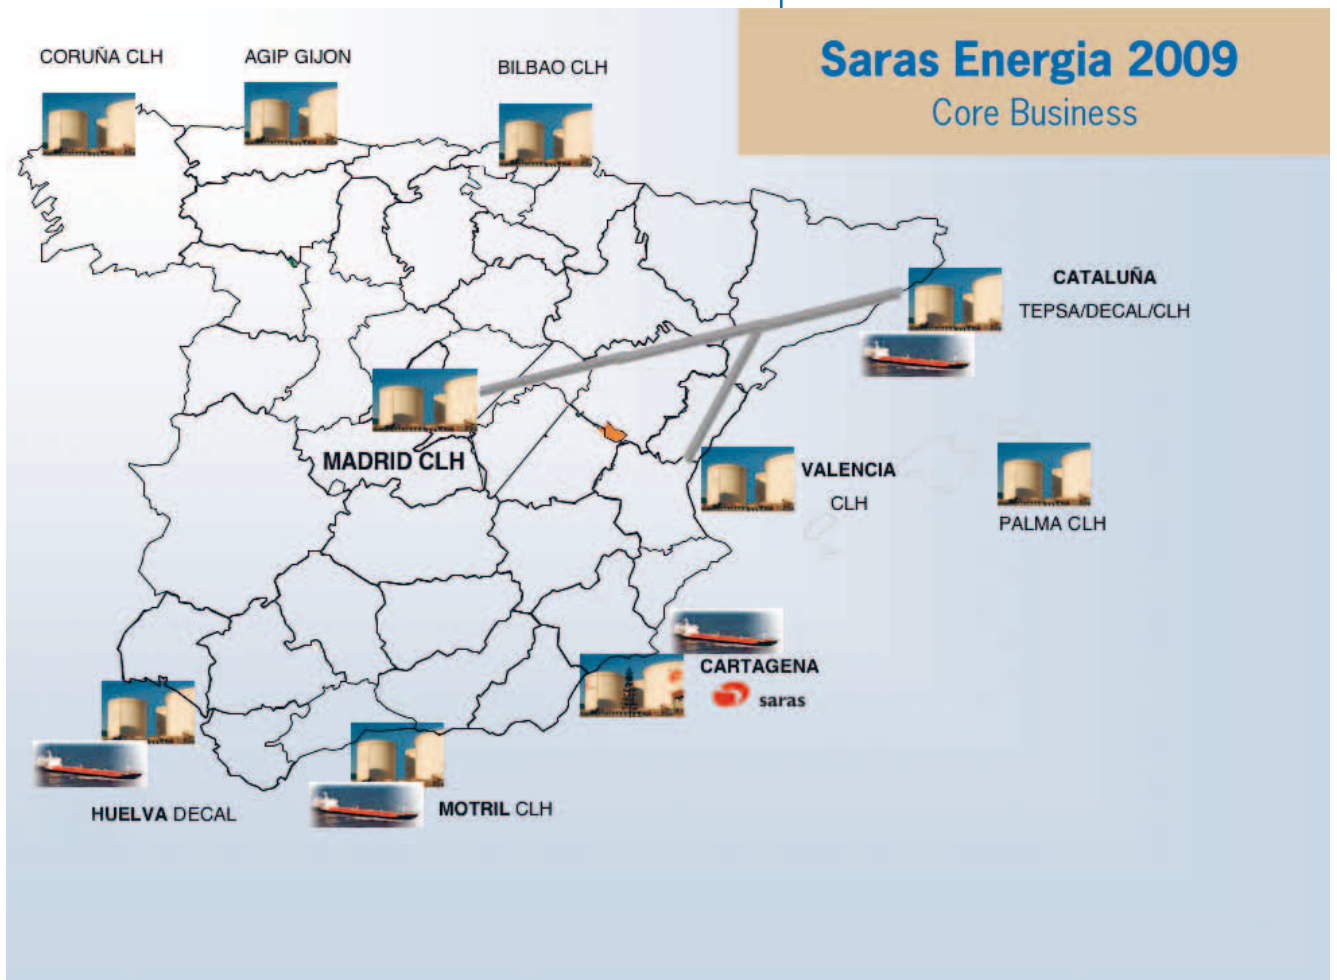 Saras Energia 2009
Core Business
CORUÑA CLH
AGIP GIJON
BILBAO CLH
CATALUÑA
TEPSA/DECAL/CLH
MADRID CLH
VALENCIA
CLH
PALMA CLH
CARTAGENA
saras
HUELVA DECAL
MOTRIL CLH